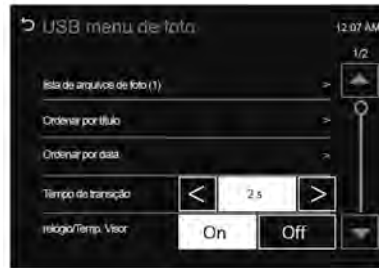 USB menu de foto
12:07 AM
1/2
lista de arquivos de foto (1) >
Ordenar por título >
Ordenar por data >
Tempo de transição < 2 s >
relógio/Temp. Visor On Off